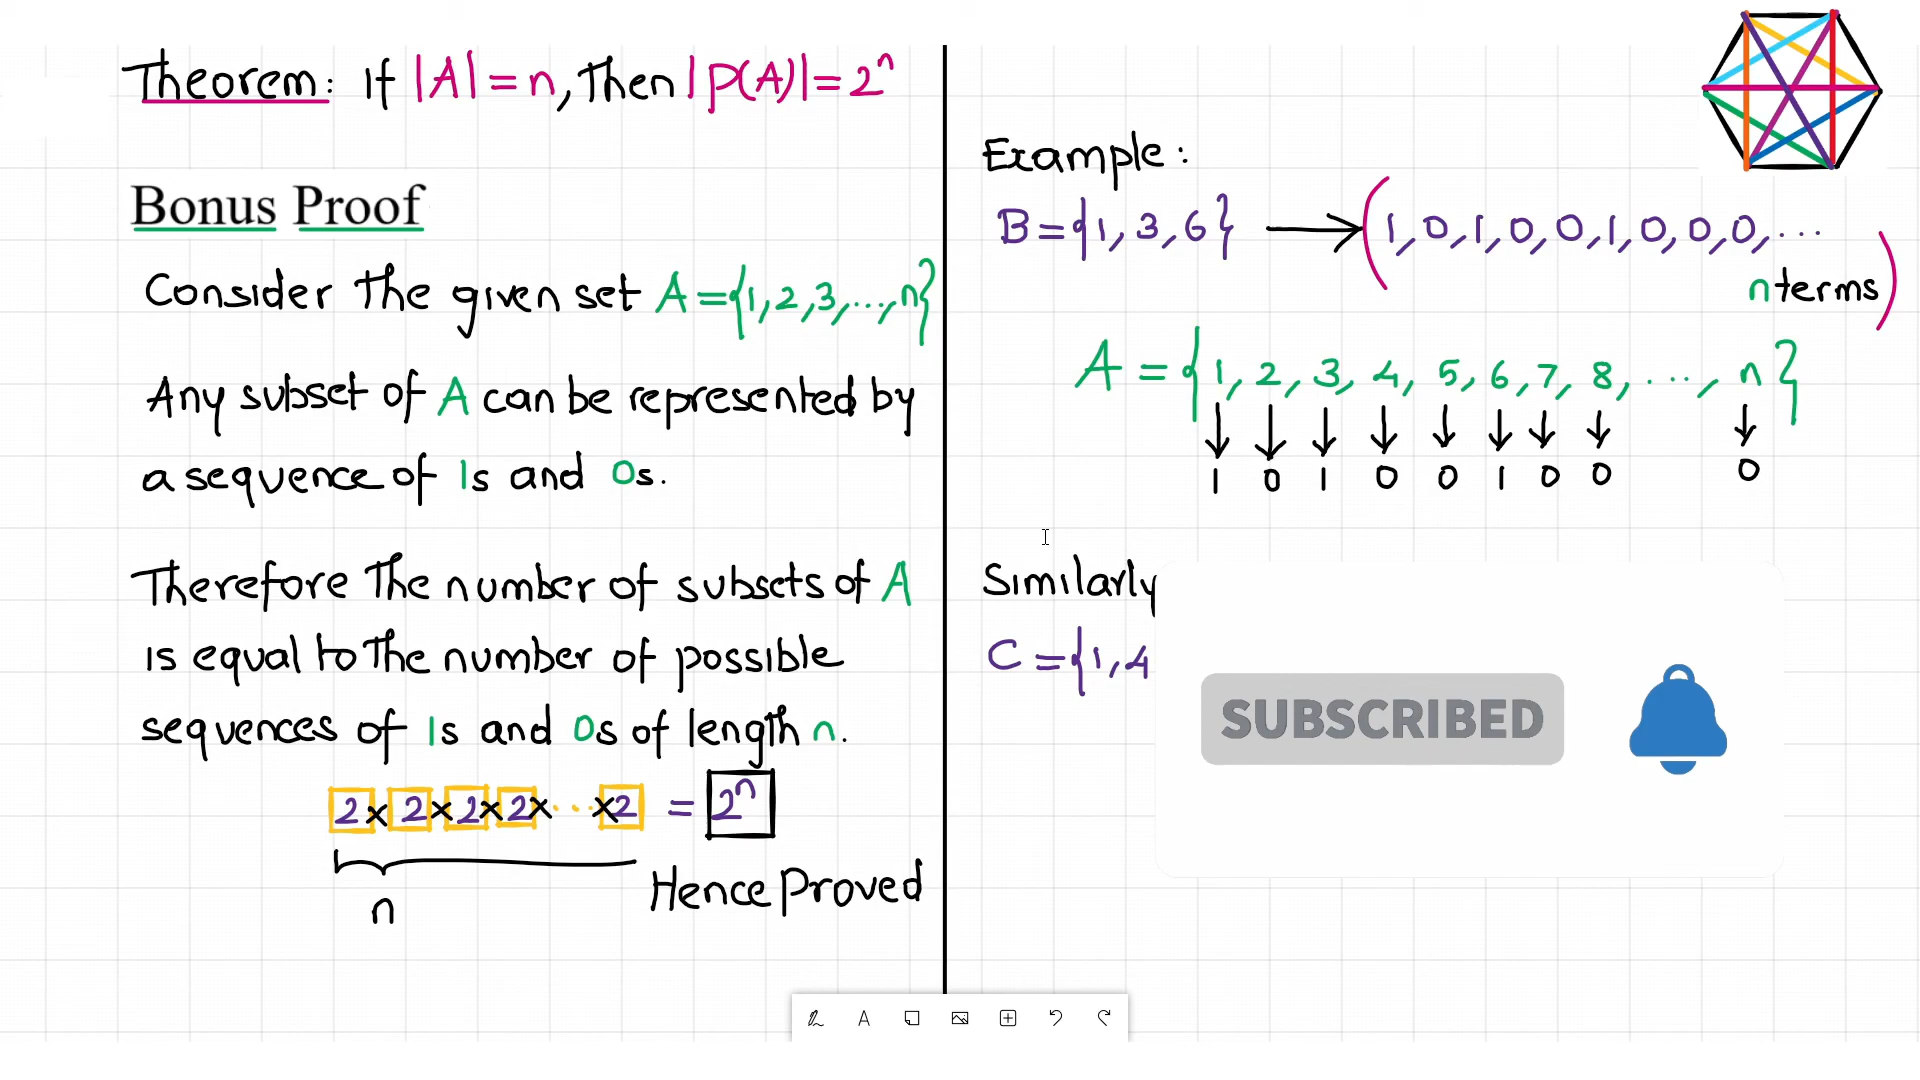 Theorem: If |A| = n, Then |P(A)| = 2ⁿ
Bonus Proof
Consider the given set A = {1, 2, 3, ..., n}
Any subset of A can be represented by
a sequence of 1s and 0s.
Therefore the number of subsets of A
is equal to the number of possible
sequences of 1s and 0s of length n.
2 × 2 × 2 × 2 × ... × 2 = 2ⁿ
n
Hence Proved
Example:
B = {1, 3, 6} → (1, 0, 1, 0, 0, 1, 0, 0, 0, ...
n terms)
A = {1, 2, 3, 4, 5, 6, 7, 8, ..., n}
↓ ↓ ↓ ↓ ↓ ↓ ↓ ↓ ↓
1 0 1 0 0 1 0 0 0
Similarly
C = {1, 4
SUBSCRIBED
A